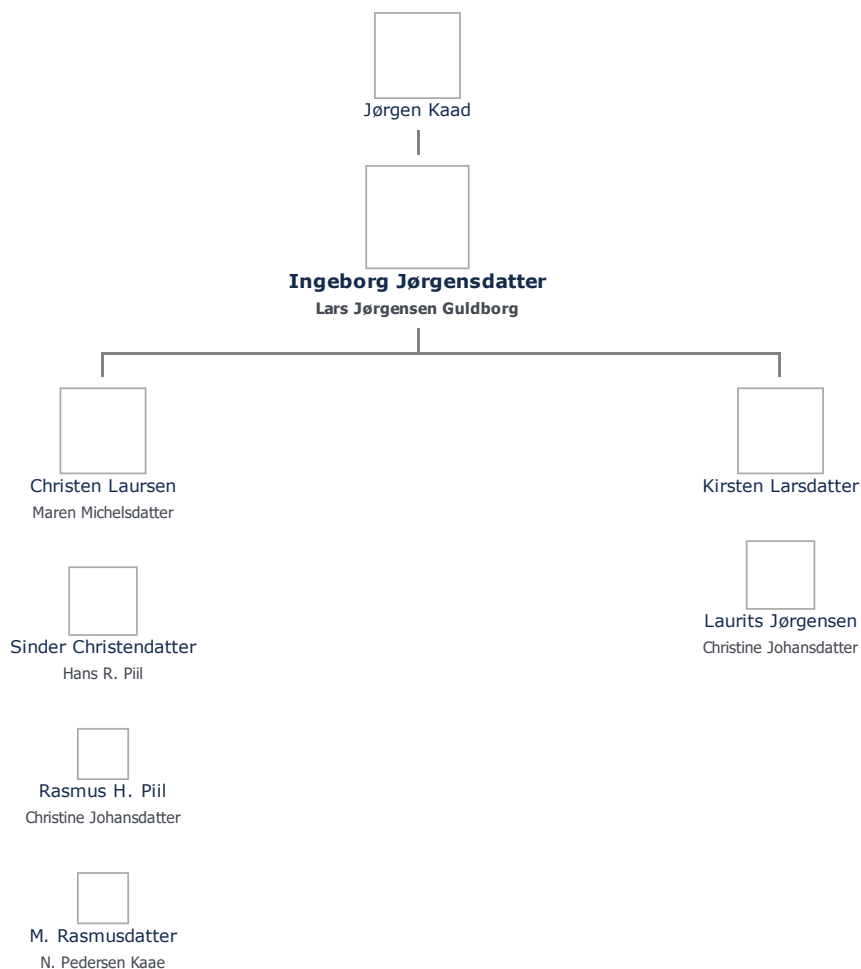 Jørgen Kaad
Ingeborg Jørgensdatter
Lars Jørgensen Guldborg
Christen Laursen
Maren Michelsdatter
Kirsten Larsdatter
Sinder Christendatter
Hans R. Piil
Laurits Jørgensen
Christine Johansdatter
Rasmus H. Piil
Christine Johansdatter
M. Rasmusdatter
N. Pedersen Kaae